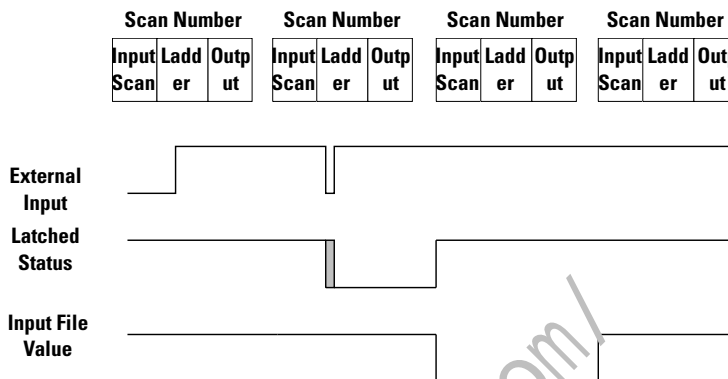 Scan Number Scan Number Scan Number Scan Number
Input Ladd Outp Input Ladd Outp Input Ladd Outp Input Ladd Out
Scan er ut Scan er ut Scan er ut Scan er ut
External
Input
Latched
Status
Input File
Value
om/